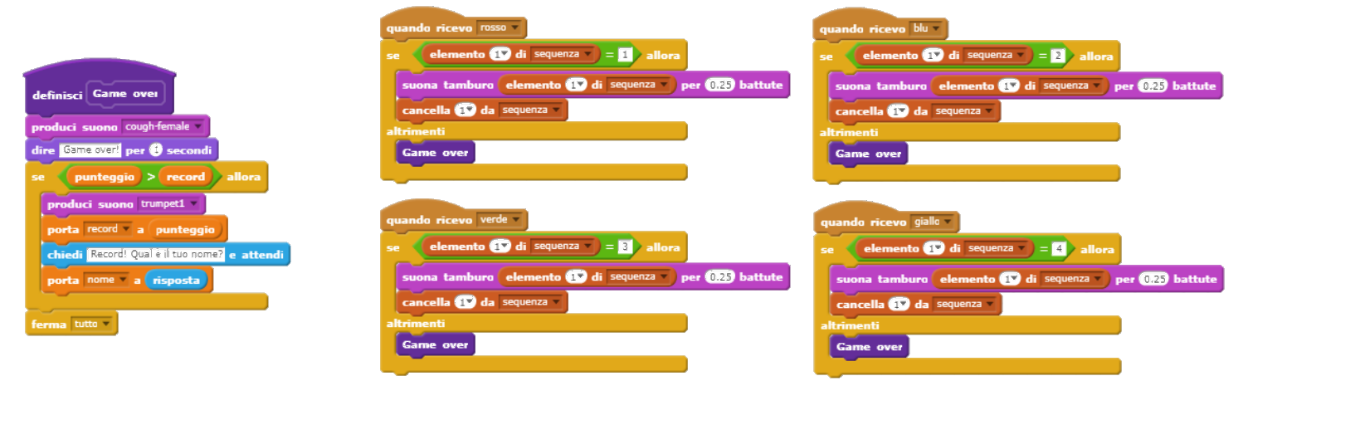 definisci Game over
produci suono cough-female
dire Game over! per 1 secondi
se punteggio > record allora
produci suono trumpet1
porta record a punteggio
chiedi Record! Qual è il tuo nome? e attendi
porta nome a risposta
ferma tutto
quando ricevo rosso
se elemento 1 di sequenza = 1 allora
suona tamburo elemento 1 di sequenza per 0.25 battute
cancella 1 da sequenza
altrimenti
Game over
quando ricevo blu
se elemento 1 di sequenza = 2 allora
suona tamburo elemento 1 di sequenza per 0.25 battute
cancella 1 da sequenza
altrimenti
Game over
quando ricevo verde
se elemento 1 di sequenza = 3 allora
suona tamburo elemento 1 di sequenza per 0.25 battute
cancella 1 da sequenza
altrimenti
Game over
quando ricevo giallo
se elemento 1 di sequenza = 4 allora
suona tamburo elemento 1 di sequenza per 0.25 battute
cancella 1 da sequenza
altrimenti
Game over